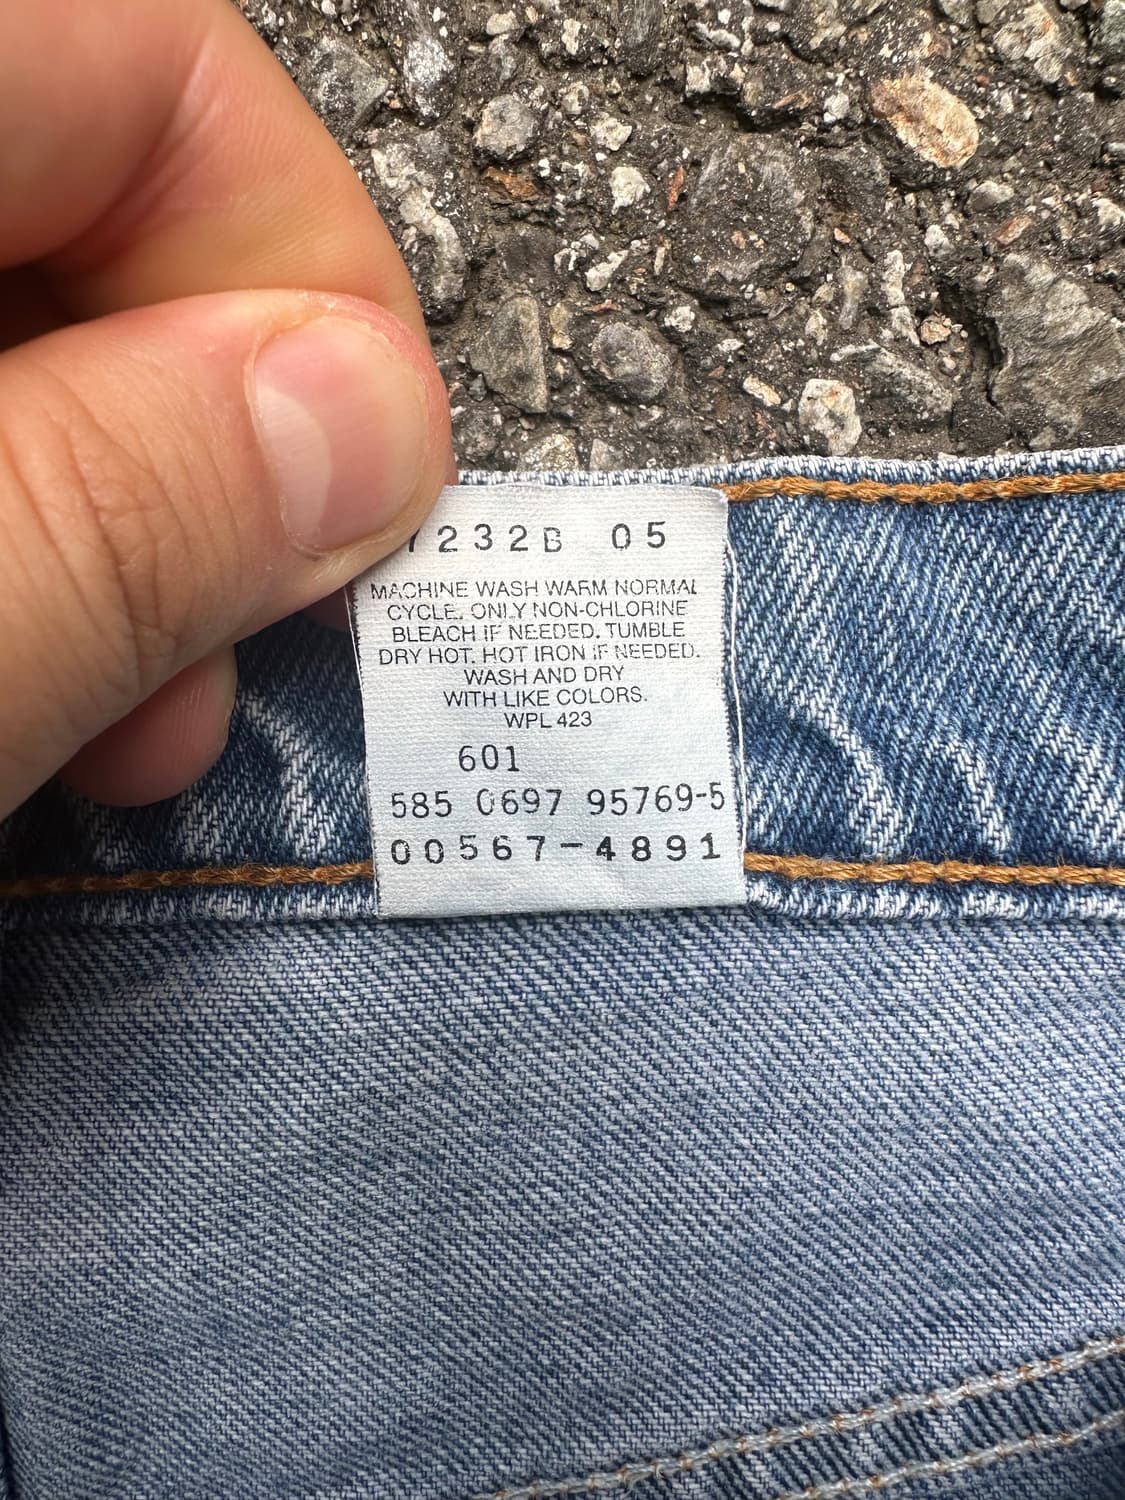 7232B 05
MACHINE WASH WARM NORMAL
CYCLE. ONLY NON-CHLORINE
BLEACH IF NEEDED. TUMBLE
DRY HOT. HOT IRON IF NEEDED.
WASH AND DRY
WITH LIKE COLORS.
WPL 423
601
585 0697 95769-5
00567-4891